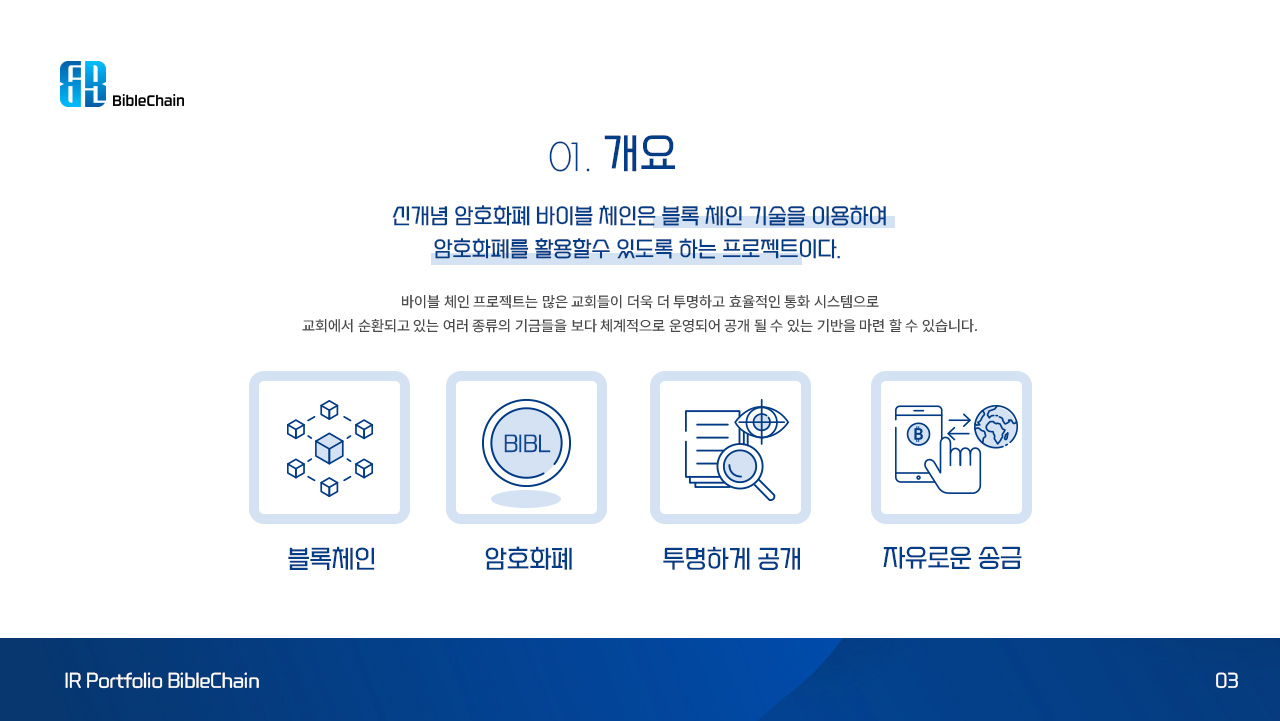 BibleChain
01. 개요
신개념 암호화폐 바이블 체인은 블록 체인 기술을 이용하여
암호화폐를 활용할수 있도록 하는 프로젝트이다.
바이블 체인 프로젝트는 많은 교회들이 더욱 더 투명하고 효율적인 통화 시스템으로
교회에서 순환되고 있는 여러 종류의 기금들을 보다 체계적으로 운영되어 공개 될 수 있는 기반을 마련 할 수 있습니다.
BIBL
블록체인
암호화폐
투명하게 공개
자유로운 송금
IR Portfolio BibleChain
03